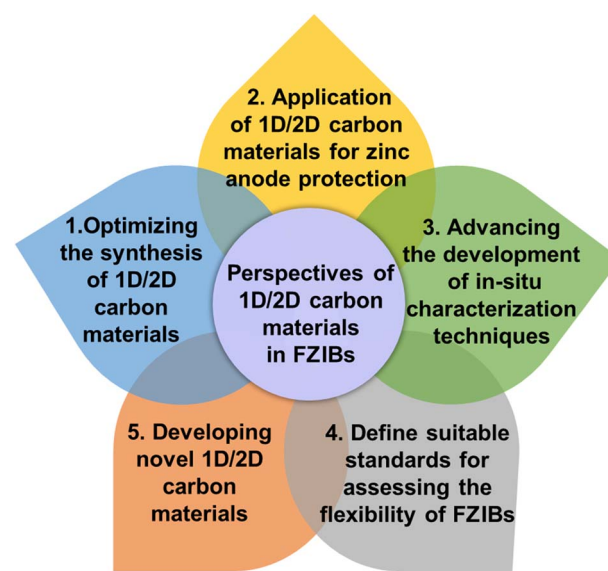 2. Application
of 1D/2D carbon
materials for zinc
anode protection
1.Optimizing
the synthesis
of 1D/2D
carbon
materials
3. Advancing
the development
of in-situ
characterization
techniques
Perspectives of
1D/2D carbon
materials
in FZIBs
5. Developing
novel 1D/2D
carbon
materials
4. Define suitable
standards for
assessing the
flexibility of FZIBs